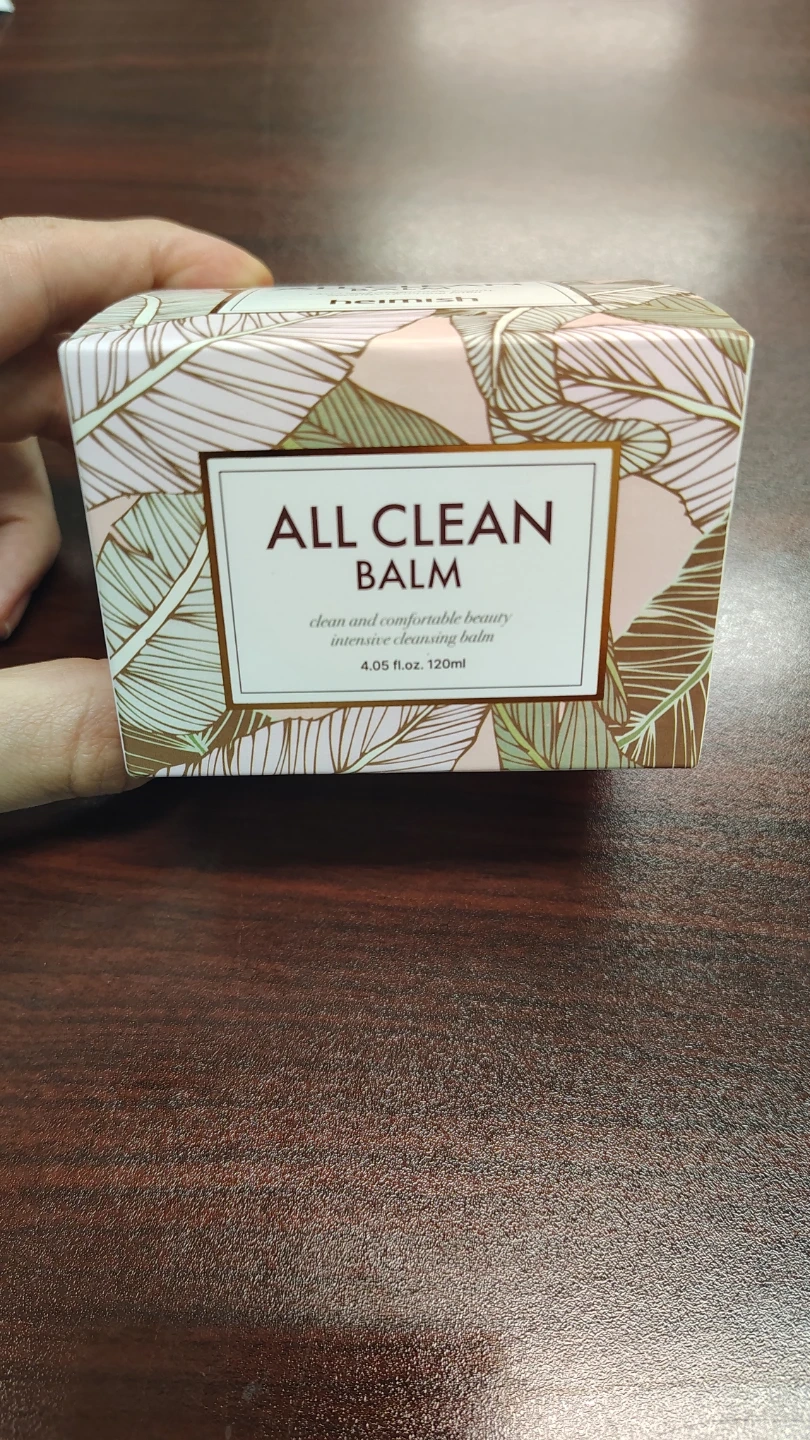 heimish
ALL CLEAN
BALM
clean and comfortable beauty
intensive cleansing balm
4.05 fl.oz. 120ml